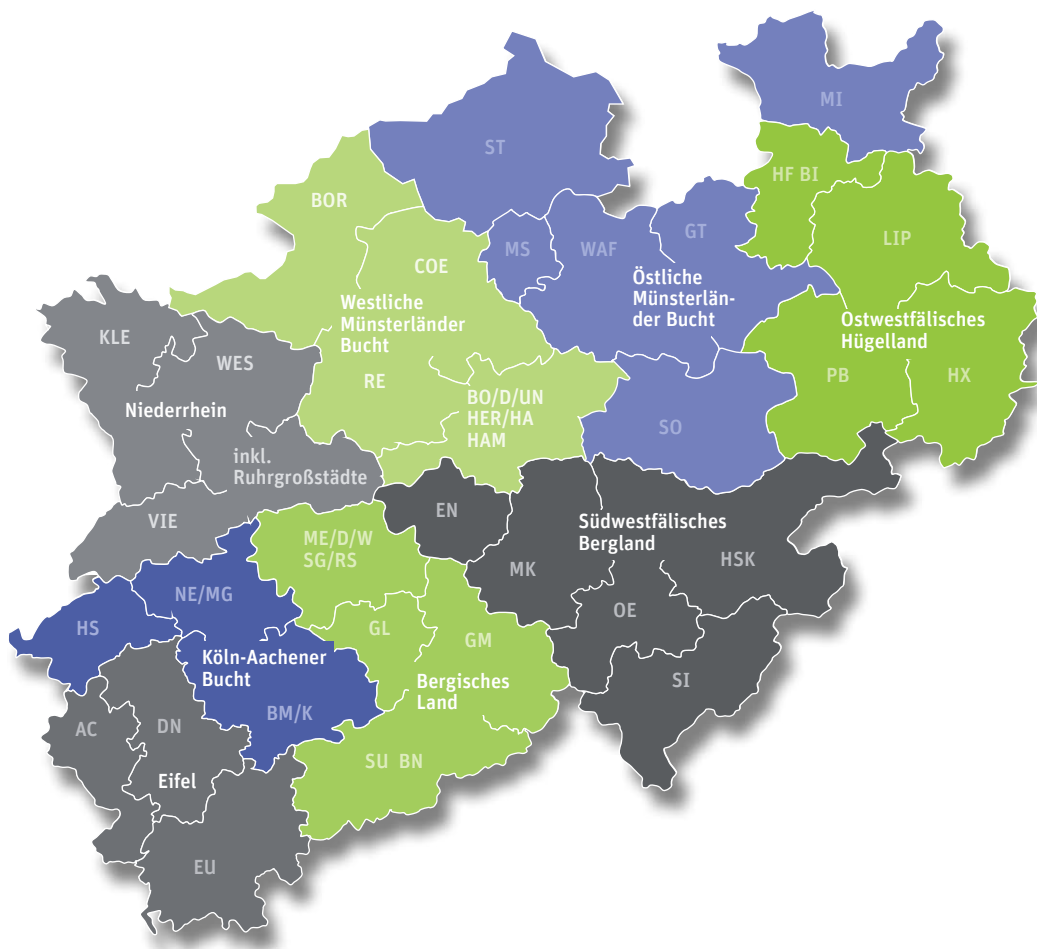 MI
ST
HF BI
BOR
LIP
MS
WAF
GT
COE
Östliche
Münsterlän-
der Bucht
Westliche
Münsterländer
Bucht
Ostwestfälisches
Hügelland
KLE
WES
RE
PB
HX
BO/D/UN
HER/HA
HAM
Niederrhein
SO
inkl.
Ruhrgroßstädte
EN
VIE
Südwestfälisches
Bergland
ME/D/W
SG/RS
MK
HSK
NE/MG
OE
HS
GL
GM
Köln-Aachener
Bucht
Bergisches
Land
SI
BM/K
AC
DN
SU BN
Eifel
EU